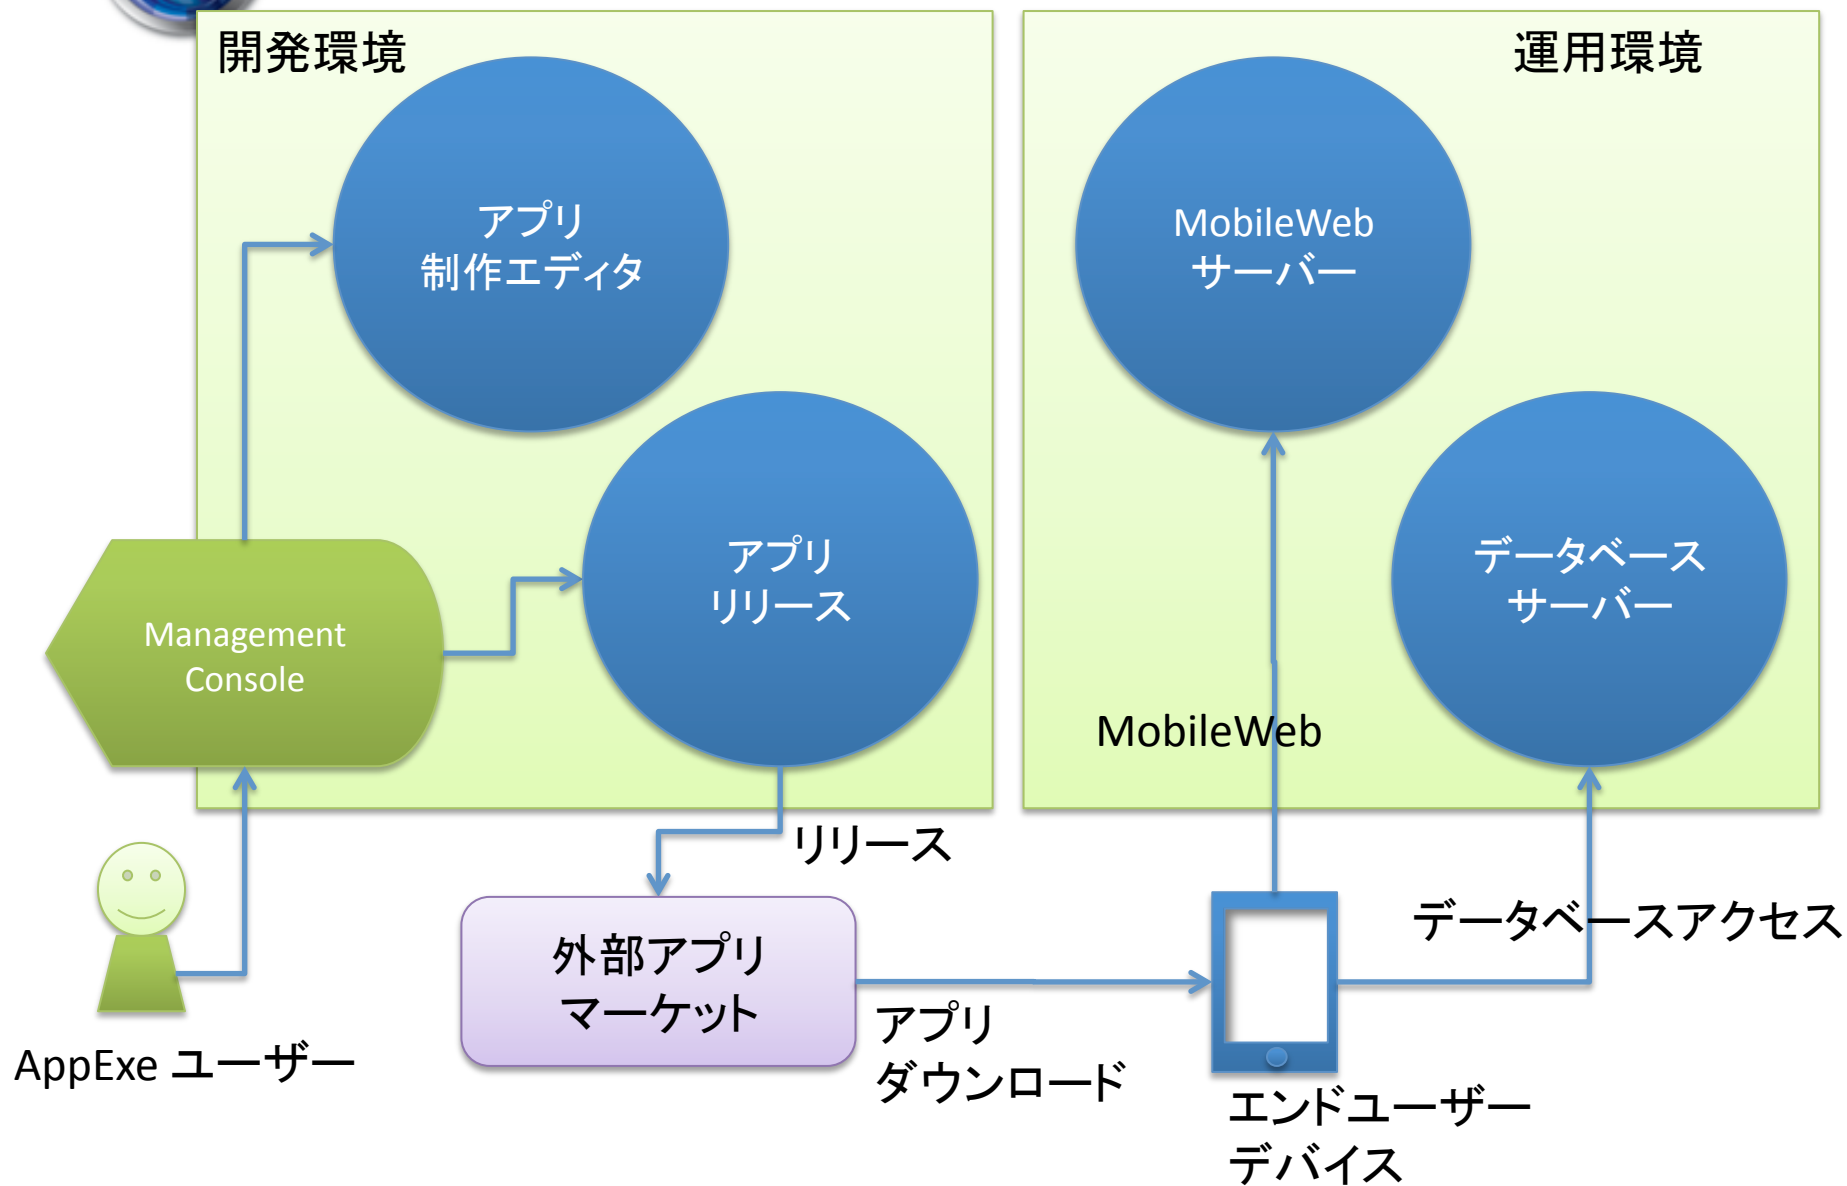 開発環境
運用環境
アプリ
制作エディタ
MobileWeb
サーバー
アプリ
リリース
データベース
サーバー
Management
Console
MobileWeb
リリース
データベースアクセス
外部アプリ
マーケット
アプリ
ダウンロード
AppExe ユーザー
エンドユーザー
デバイス